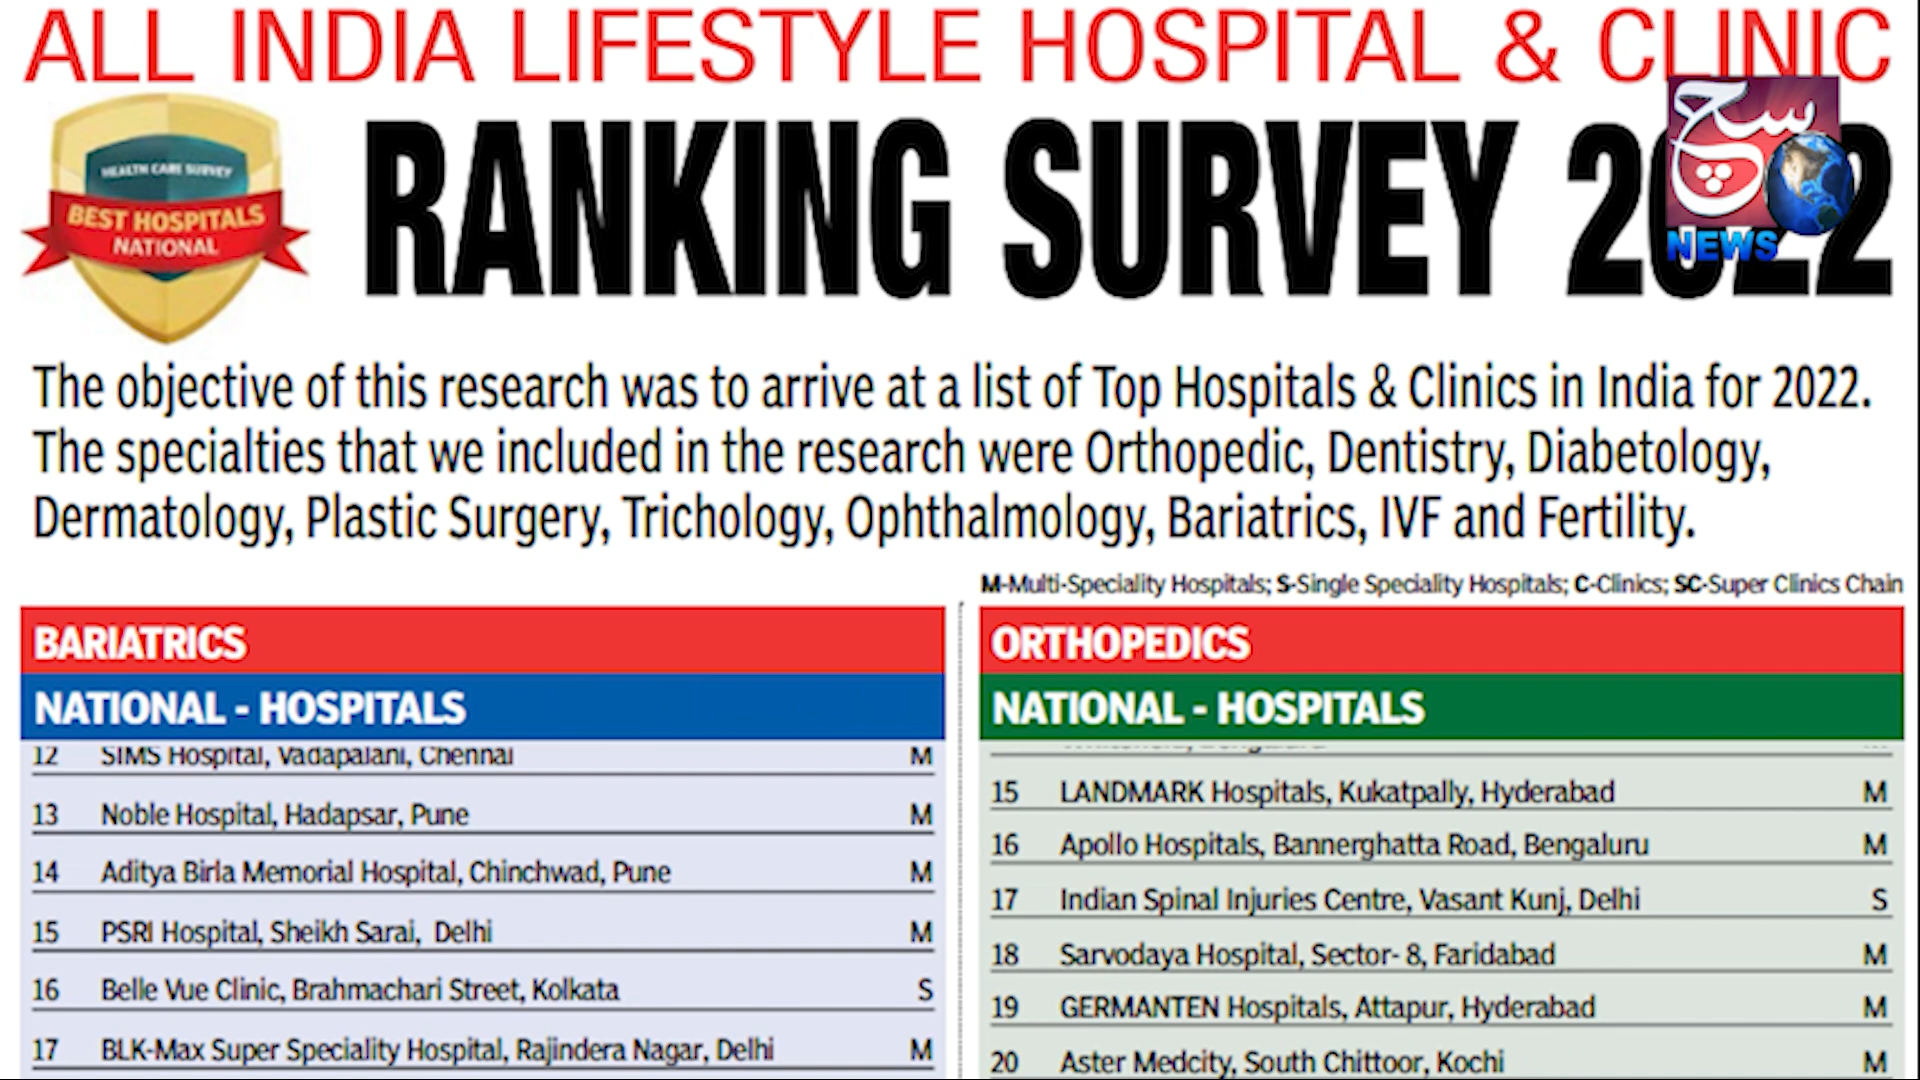 ALL INDIA LIFESTYLE HOSPITAL & CLINIC
RANKING SURVEY 2022
HEALTH CARE SURVEY
BEST HOSPITALS
NATIONAL
سچ
NEWS
The objective of this research was to arrive at a list of Top Hospitals & Clinics in India for 2022.
The specialties that we included in the research were Orthopedic, Dentistry, Diabetology,
Dermatology, Plastic Surgery, Trichology, Ophthalmology, Bariatrics, IVF and Fertility.
M-Multi-Speciality Hospitals; S-Single Speciality Hospitals; C-Clinics; SC-Super Clinics Chain
BARIATRICS
NATIONAL - HOSPITALS
12 SIMS Hospital, Vadapalani, Chennai M
13 Noble Hospital, Hadapsar, Pune M
14 Aditya Birla Memorial Hospital, Chinchwad, Pune M
15 PSRI Hospital, Sheikh Sarai, Delhi M
16 Belle Vue Clinic, Brahmachari Street, Kolkata S
17 BLK-Max Super Speciality Hospital, Rajindera Nagar, Delhi M
ORTHOPEDICS
NATIONAL - HOSPITALS
15 LANDMARK Hospitals, Kukatpally, Hyderabad M
16 Apollo Hospitals, Bannerghatta Road, Bengaluru M
17 Indian Spinal Injuries Centre, Vasant Kunj, Delhi S
18 Sarvodaya Hospital, Sector- 8, Faridabad M
19 GERMANTEN Hospitals, Attapur, Hyderabad M
20 Aster Medcity, South Chittoor, Kochi M